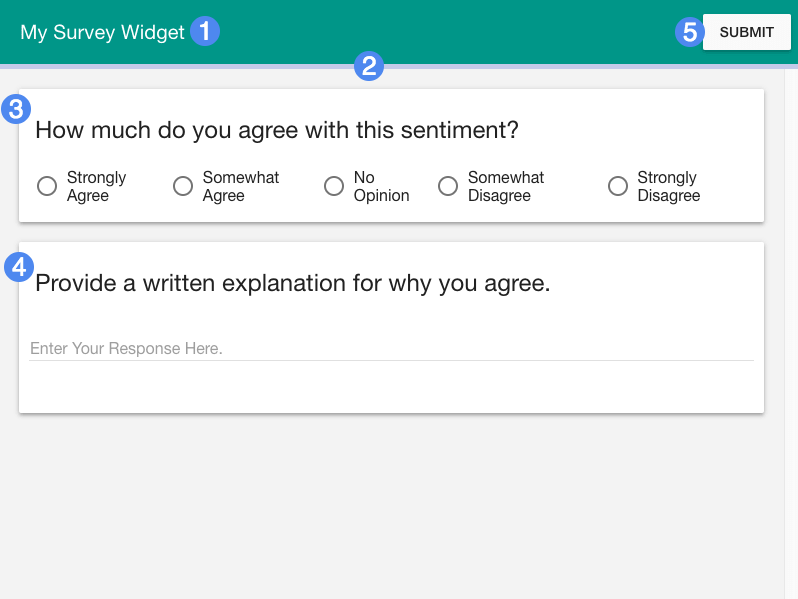 My Survey Widget 1
5 SUBMIT
2
3
How much do you agree with this sentiment?
Strongly Agree
Somewhat Agree
No Opinion
Somewhat Disagree
Strongly Disagree
4
Provide a written explanation for why you agree.
Enter Your Response Here.